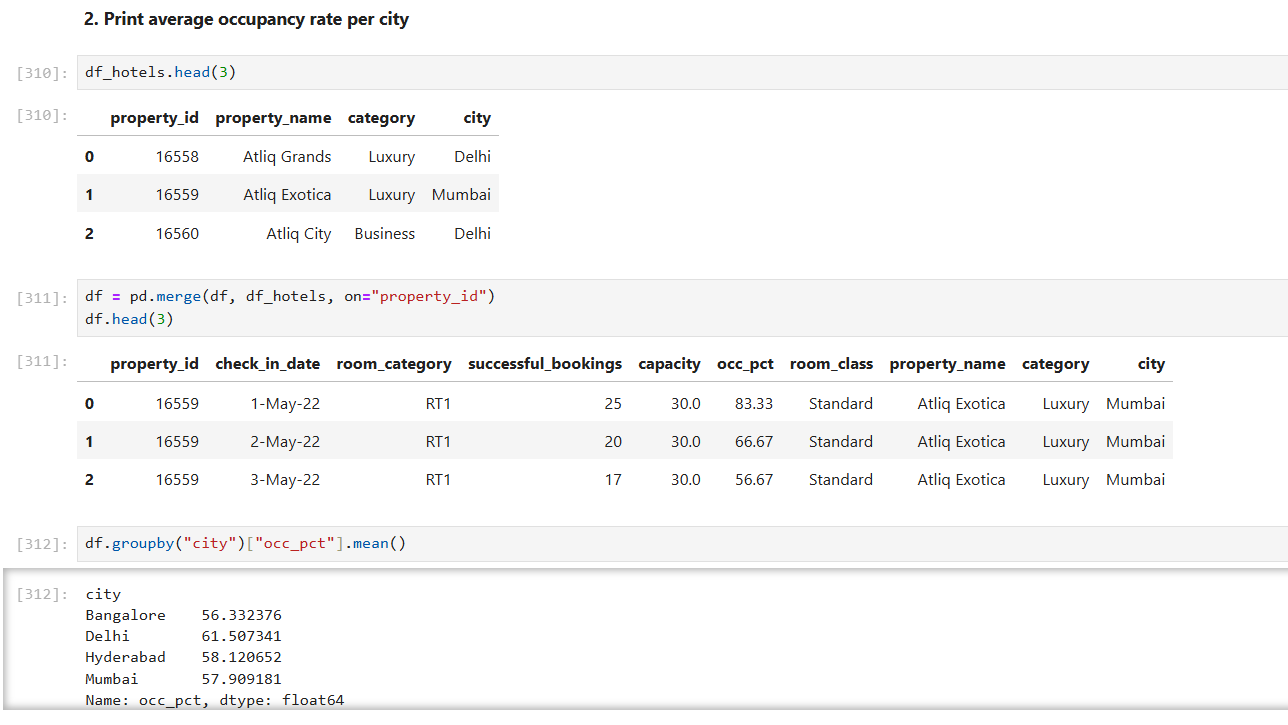 2. Print average occupancy rate per city
[310]: df_hotels.head(3)
[310]: property_id property_name category city
0 16558 Atliq Grands Luxury Delhi
1 16559 Atliq Exotica Luxury Mumbai
2 16560 Atliq City Business Delhi
[311]: df = pd.merge(df, df_hotels, on="property_id")
df.head(3)
[311]: property_id check_in_date room_category successful_bookings capacity occ_pct room_class property_name category city
0 16559 1-May-22 RT1 25 30.0 83.33 Standard Atliq Exotica Luxury Mumbai
1 16559 2-May-22 RT1 20 30.0 66.67 Standard Atliq Exotica Luxury Mumbai
2 16559 3-May-22 RT1 17 30.0 56.67 Standard Atliq Exotica Luxury Mumbai
[312]: df.groupby("city")["occ_pct"].mean()
[312]: city
Bangalore 56.332376
Delhi 61.507341
Hyderabad 58.120652
Mumbai 57.909181
Name: occ_pct, dtype: float64